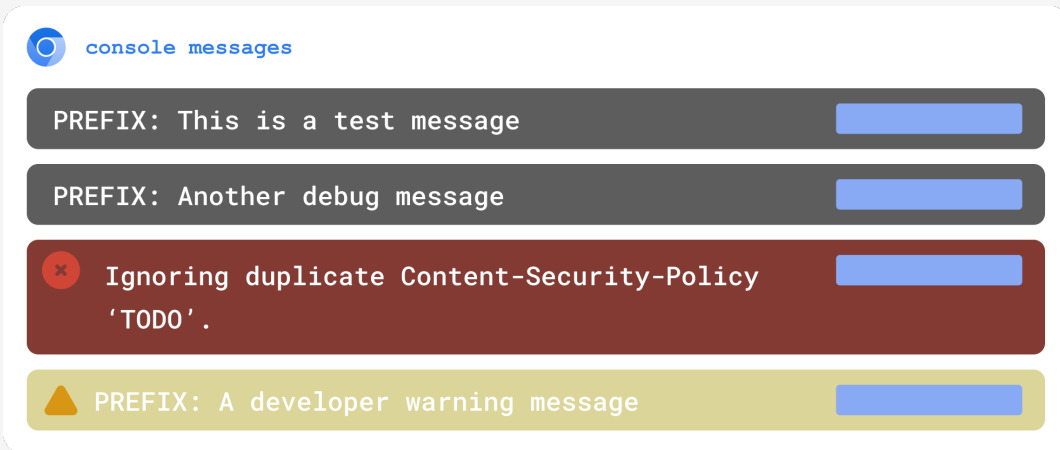 console messages
PREFIX: This is a test message
PREFIX: Another debug message
Ignoring duplicate Content-Security-Policy
‘TODO’.
PREFIX: A developer warning message